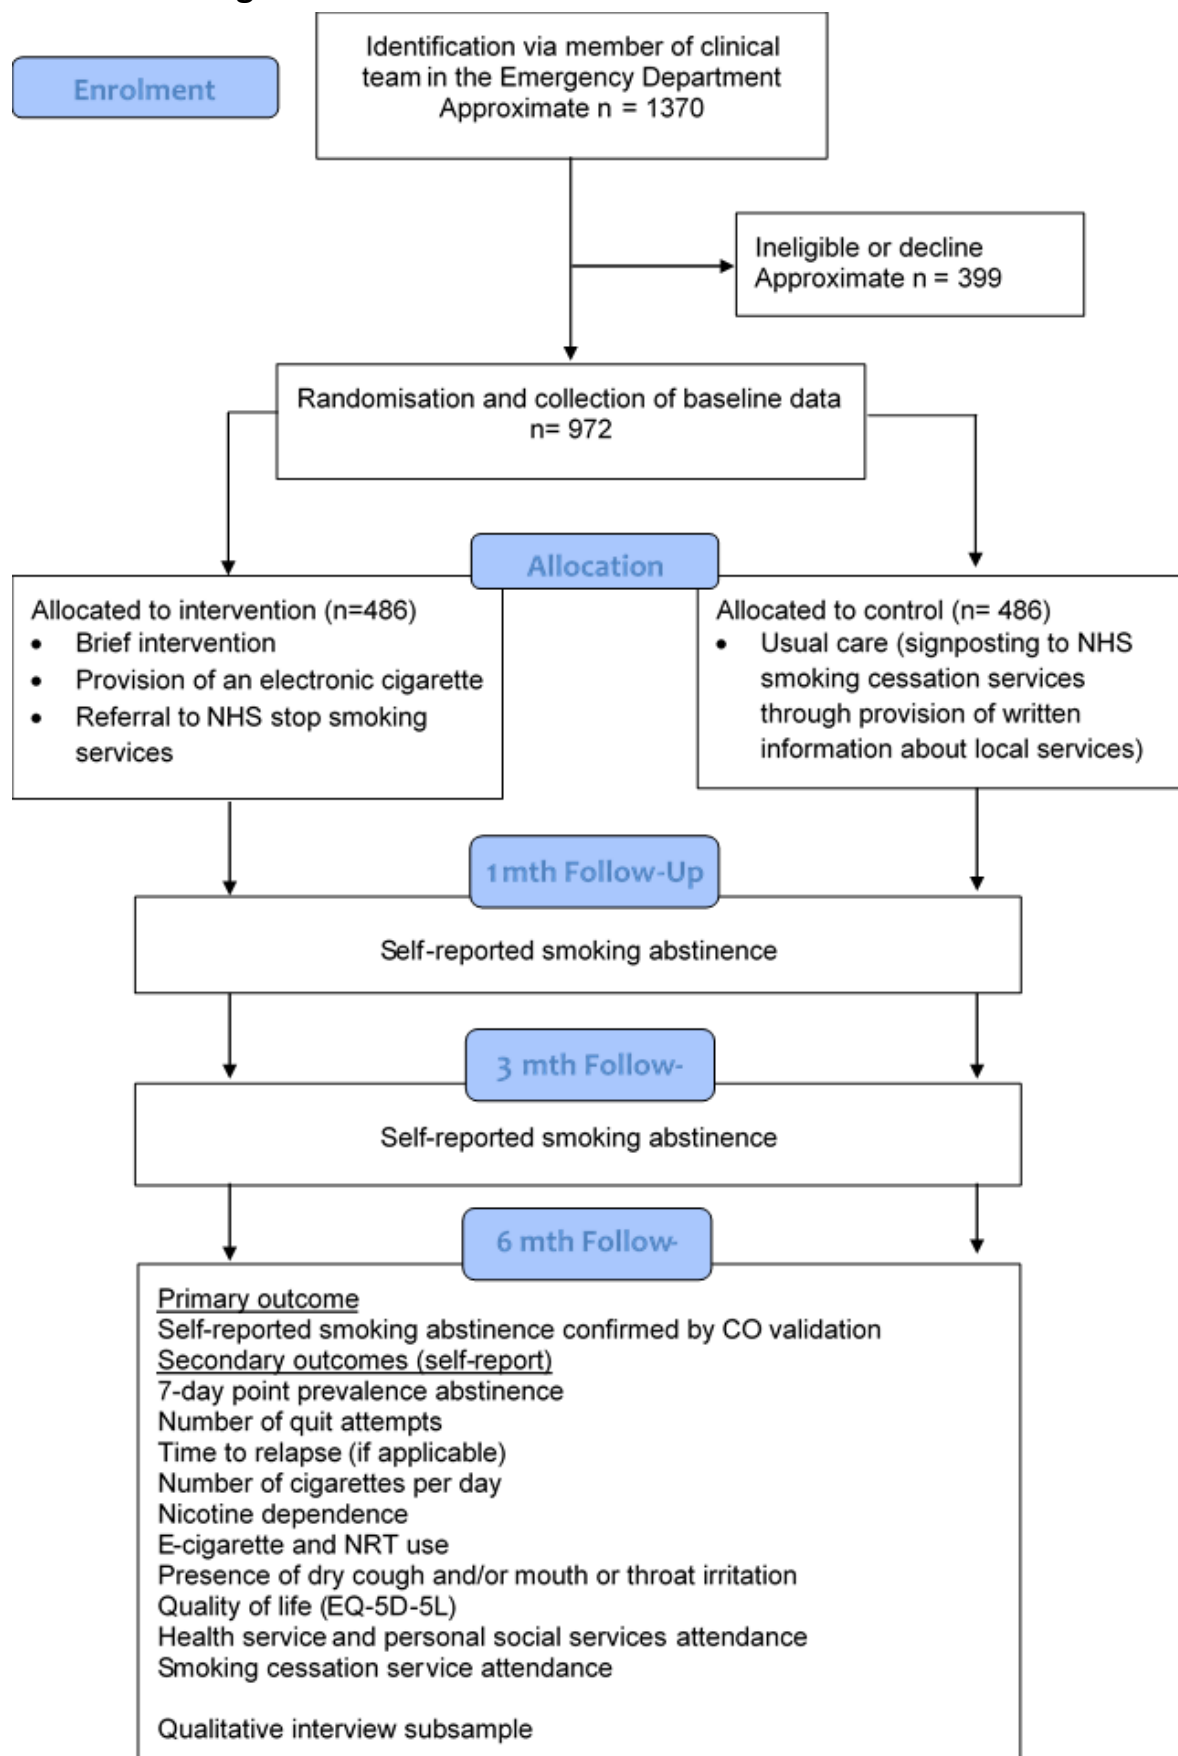 Identification via member of clinical
team in the Emergency Department
Approximate n = 1370
Enrolment
Ineligible or decline
Approximate n = 399
Randomisation and collection of baseline data
n= 972
Allocation
Allocated to intervention (n=486)
• Brief intervention
• Provision of an electronic cigarette
• Referral to NHS stop smoking
services
Allocated to control (n= 486)
• Usual care (signposting to NHS
smoking cessation services
through provision of written
information about local services)
1 mth Follow-Up
Self-reported smoking abstinence
3 mth Follow-
Self-reported smoking abstinence
6 mth Follow-
Primary outcome
Self-reported smoking abstinence confirmed by CO validation
Secondary outcomes (self-report)
7-day point prevalence abstinence
Number of quit attempts
Time to relapse (if applicable)
Number of cigarettes per day
Nicotine dependence
E-cigarette and NRT use
Presence of dry cough and/or mouth or throat irritation
Quality of life (EQ-5D-5L)
Health service and personal social services attendance
Smoking cessation service attendance
Qualitative interview subsample